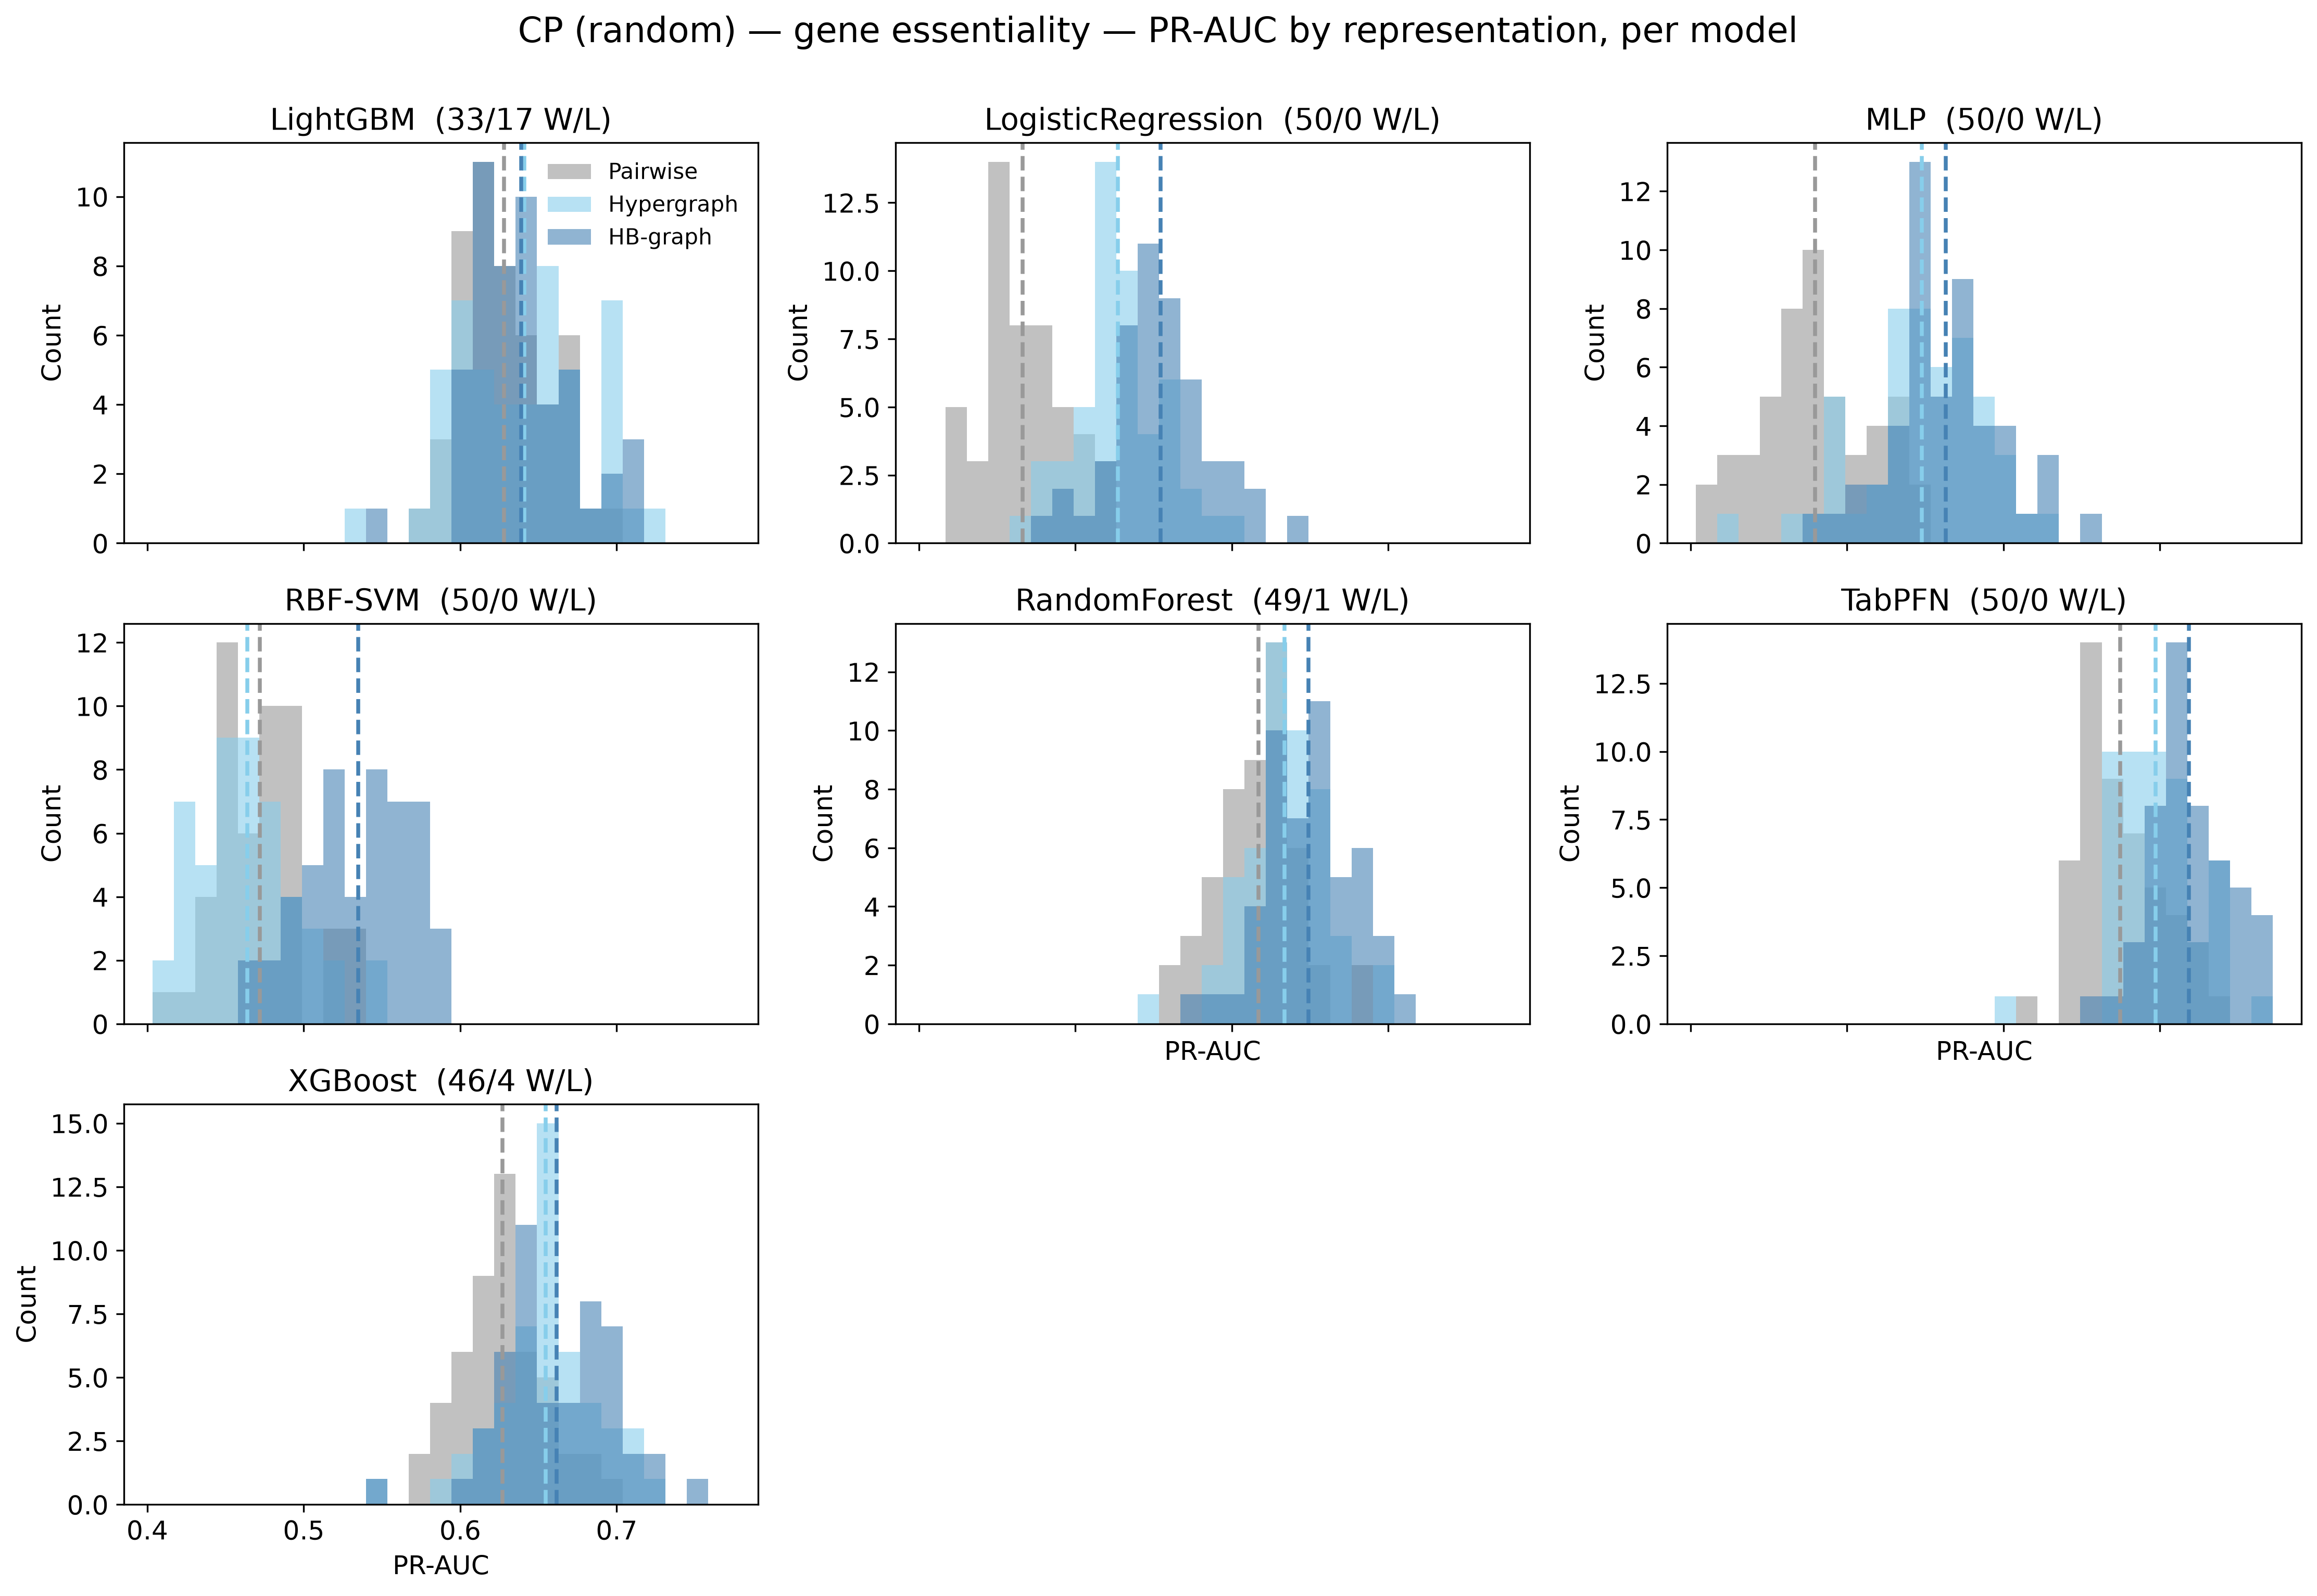 CP (random) — gene essentiality — PR-AUC by representation, per model
LightGBM (33/17 W/L)
LogisticRegression (50/0 W/L)
MLP (50/0 W/L)
Count
10
8
6
4
2
0
Pairwise
Hypergraph
HB-graph
Count
12.5
10.0
7.5
5.0
2.5
0.0
Count
12
10
8
6
4
2
0
RBF-SVM (50/0 W/L)
RandomForest (49/1 W/L)
TabPFN (50/0 W/L)
Count
12
10
8
6
4
2
0
Count
12
10
8
6
4
2
0
PR-AUC
Count
12.5
10.0
7.5
5.0
2.5
0.0
PR-AUC
XGBoost (46/4 W/L)
Count
15.0
12.5
10.0
7.5
5.0
2.5
0.0
0.4 0.5 0.6 0.7
PR-AUC